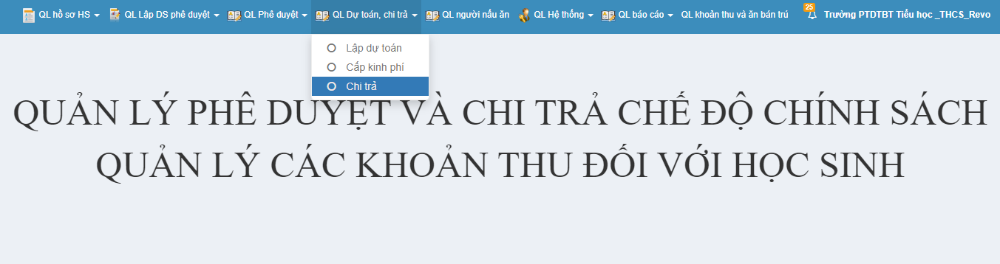 QL hồ sơ HS QL Lập DS phê duyệt QL Phê duyệt QL Dự toán, chi trả QL người nấu ăn QL Hệ thống QL báo cáo QL khoản thu và ăn bán trú 25 Trường PTDTBT Tiểu học _THCS_Revo
Lập dự toán
Cấp kinh phí
Chi trả
QUẢN LÝ PHÊ DUYỆT VÀ CHI TRẢ CHẾ ĐỘ CHÍNH SÁCH
QUẢN LÝ CÁC KHOẢN THU ĐỐI VỚI HỌC SINH